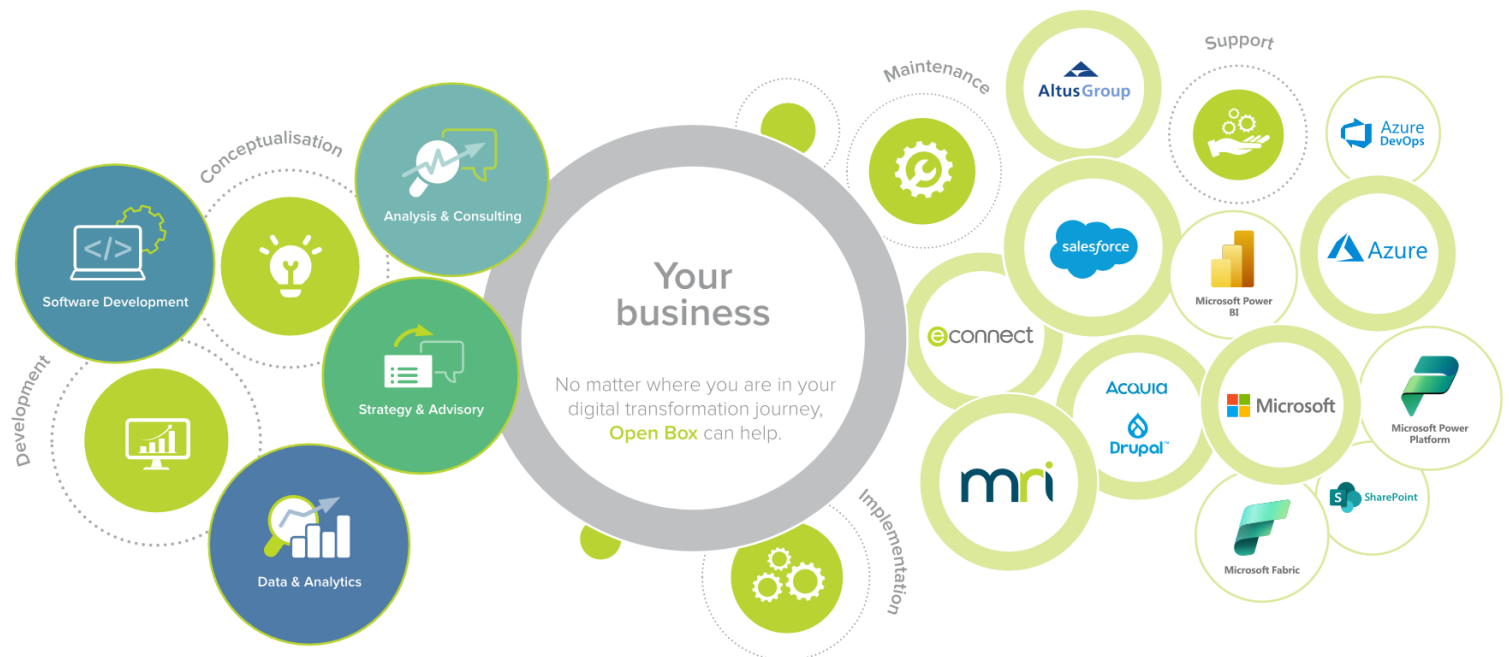 Conceptualisation
Analysis & Consulting
</>
Software Development
Strategy & Advisory
Development
Data & Analytics
Your
business
No matter where you are in your
digital transformation journey,
Open Box can help.
Maintenance
Implementation
Support
AltusGroup
Azure
DevOps
salesforce
Microsoft Power
BI
Azure
econnect
Acquia
Drupal™
Microsoft
Microsoft Power
Platform
mri
S SharePoint
Microsoft Fabric